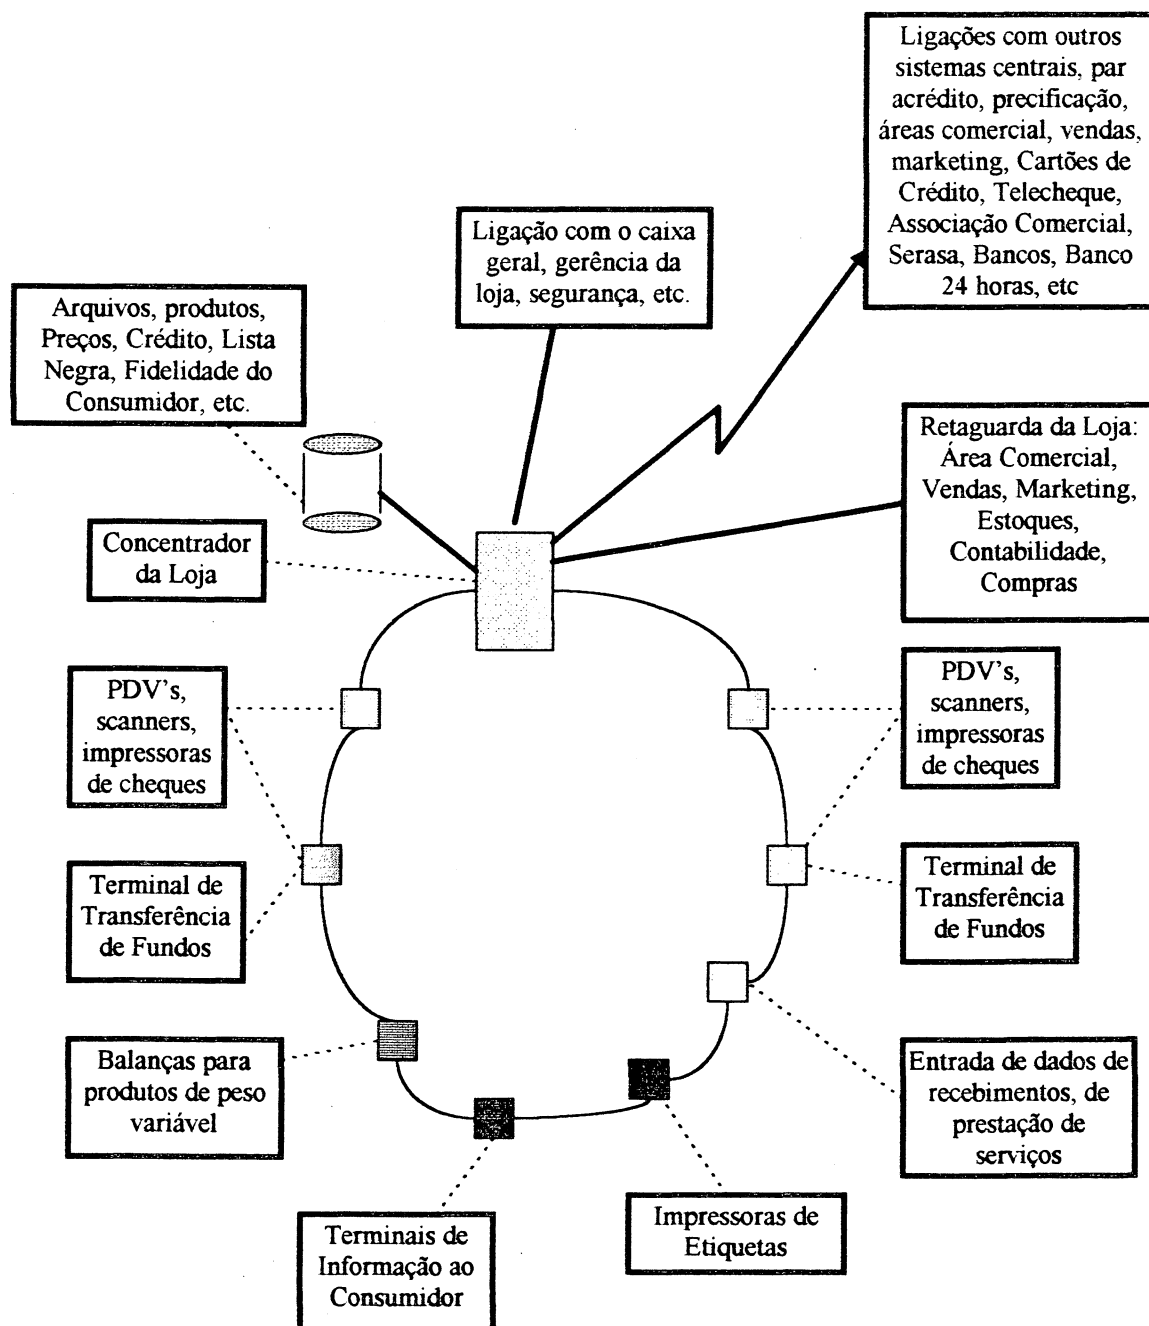 Ligações com outros
sistemas centrais, par
acrédito, precificação,
áreas comercial, vendas,
marketing, Cartões de
Crédito, Telecheque,
Associação Comercial,
Serasa, Bancos, Banco
24 horas, etc
Ligação com o caixa
geral, gerência da
loja, segurança, etc.
Arquivos, produtos,
Preços, Crédito, Lista
Negra, Fidelidade do
Consumidor, etc.
Retaguarda da Loja:
Área Comercial,
Vendas, Marketing,
Estoques,
Contabilidade,
Compras
Concentrador
da Loja
PDV's,
scanners,
impressoras
de cheques
PDV's,
scanners,
impressoras
de cheques
Terminal de
Transferência
de Fundos
Terminal de
Transferência
de Fundos
Balanças para
produtos de peso
variável
Entrada de dados de
recebimentos, de
prestação de
serviços
Terminais de
Informação ao
Consumidor
Impressoras de
Etiquetas